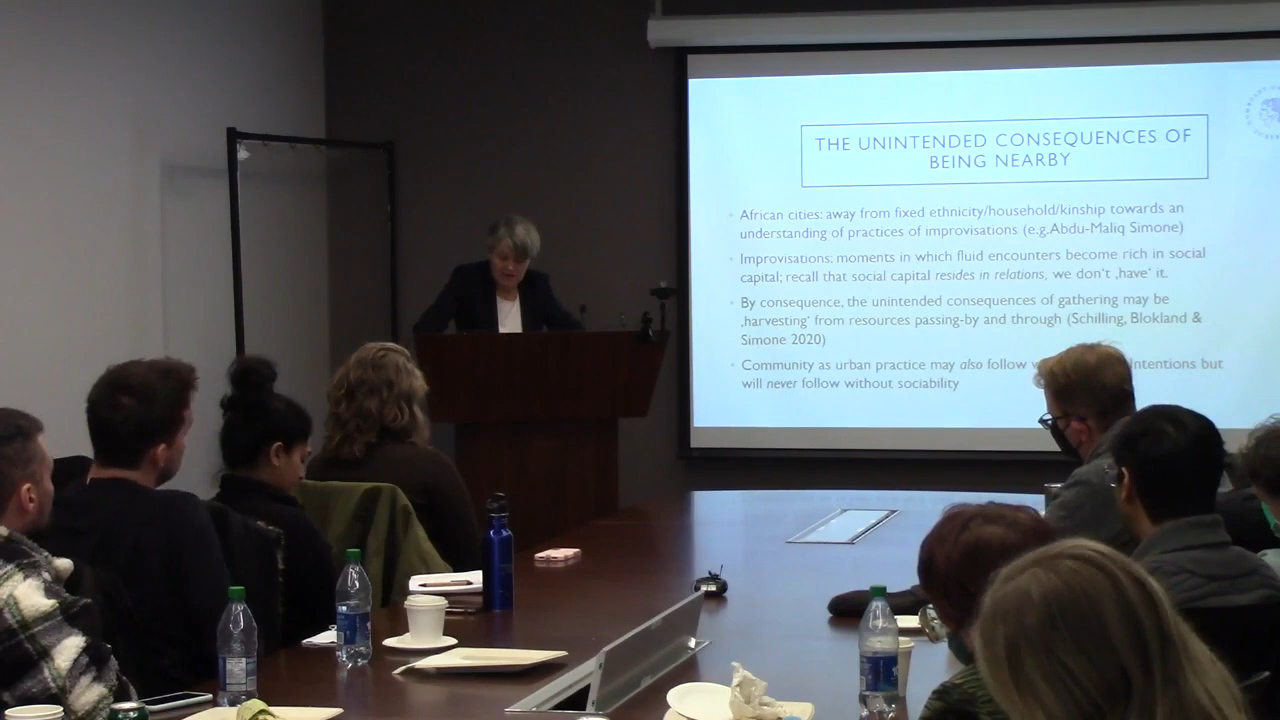 THE UNINTENDED CONSEQUENCES OF
BEING NEARBY
African cities: away from fixed ethnicity/household/kinship towards an
understanding of practices of improvisations (e.g. Abdu-Maliq Simone)
Improvisations: moments in which fluid encounters become rich in social
capital; recall that social capital resides in relations, we don't ‚have' it.
By consequence, the unintended consequences of gathering may be
‚harvesting' from resources passing-by and through (Schilling, Blokland &
Simone 2020)
Community as urban practice may also follow Intentions but
will never follow without sociability